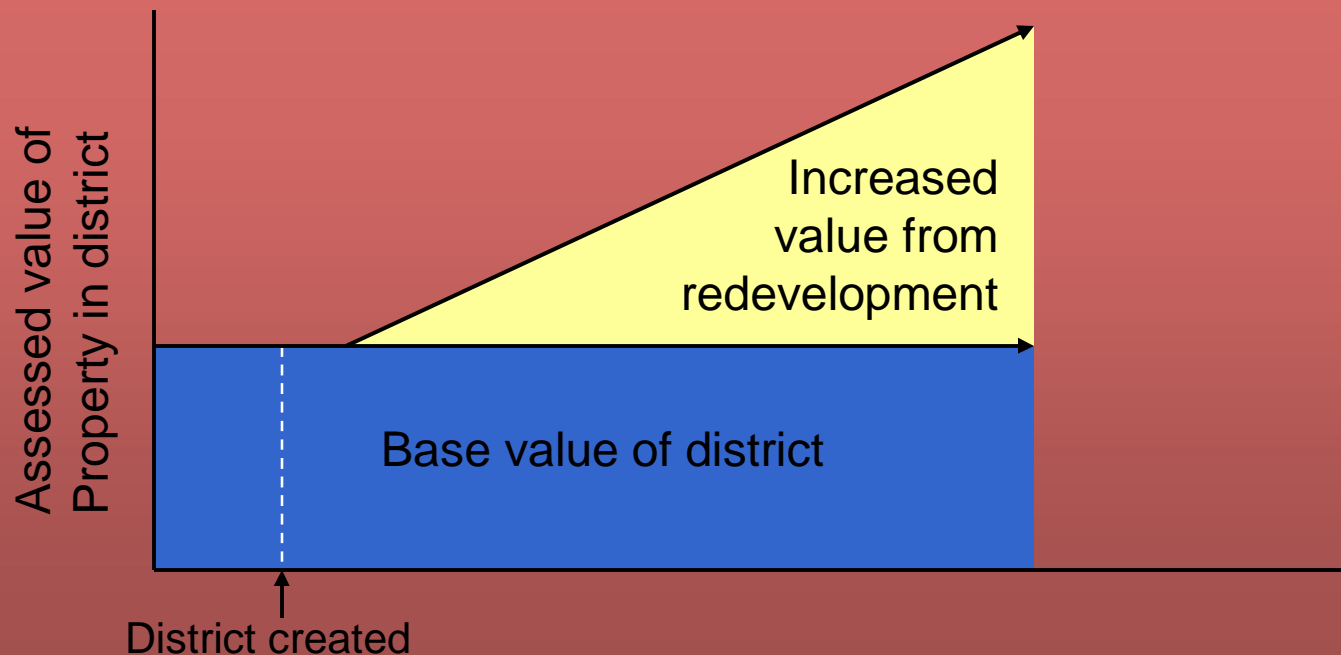 Assessed value of
Property in district
Increased
value from
redevelopment
Base value of district
District created